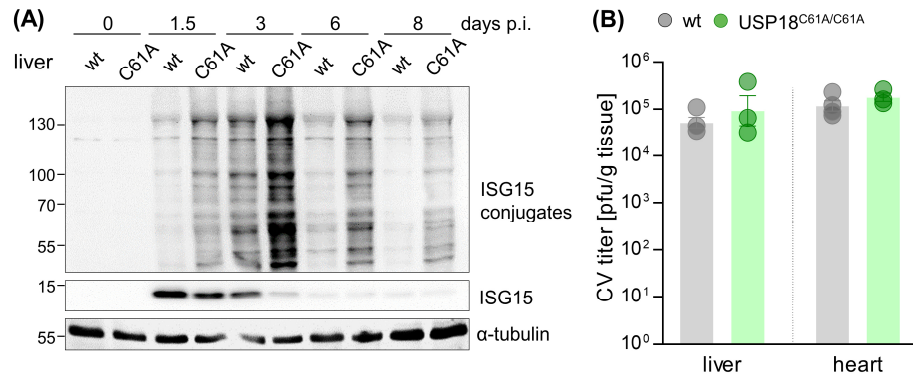 (A)
0 1.5 3 6 8 days p.i.
liver wt C61A wt C61A wt C61A wt C61A wt C61A
130
100
70
55
ISG15
conjugates
15
ISG15
55
α-tubulin
(B)
wt USP18C61A/C61A
CV titer [pfu/g tissue]
10⁶
10⁵
10⁴
10³
10²
10¹
10⁰
liver heart